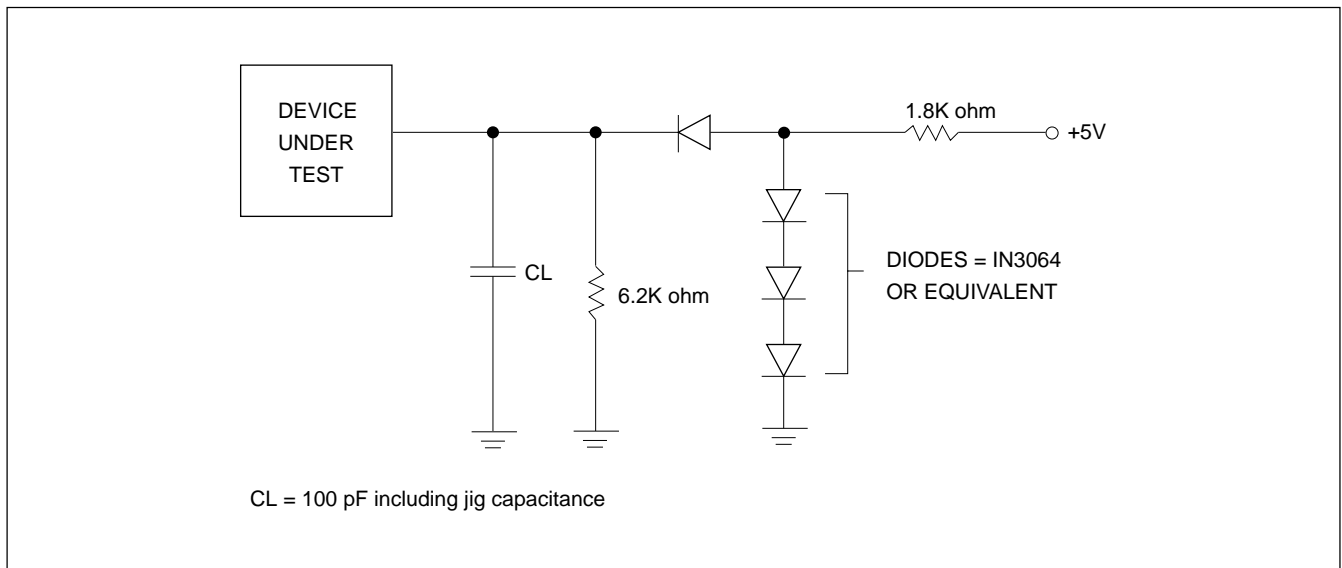 DEVICE
UNDER
TEST
1.8K ohm
+5V
CL
6.2K ohm
DIODES = IN3064
OR EQUIVALENT
CL = 100 pF including jig capacitance